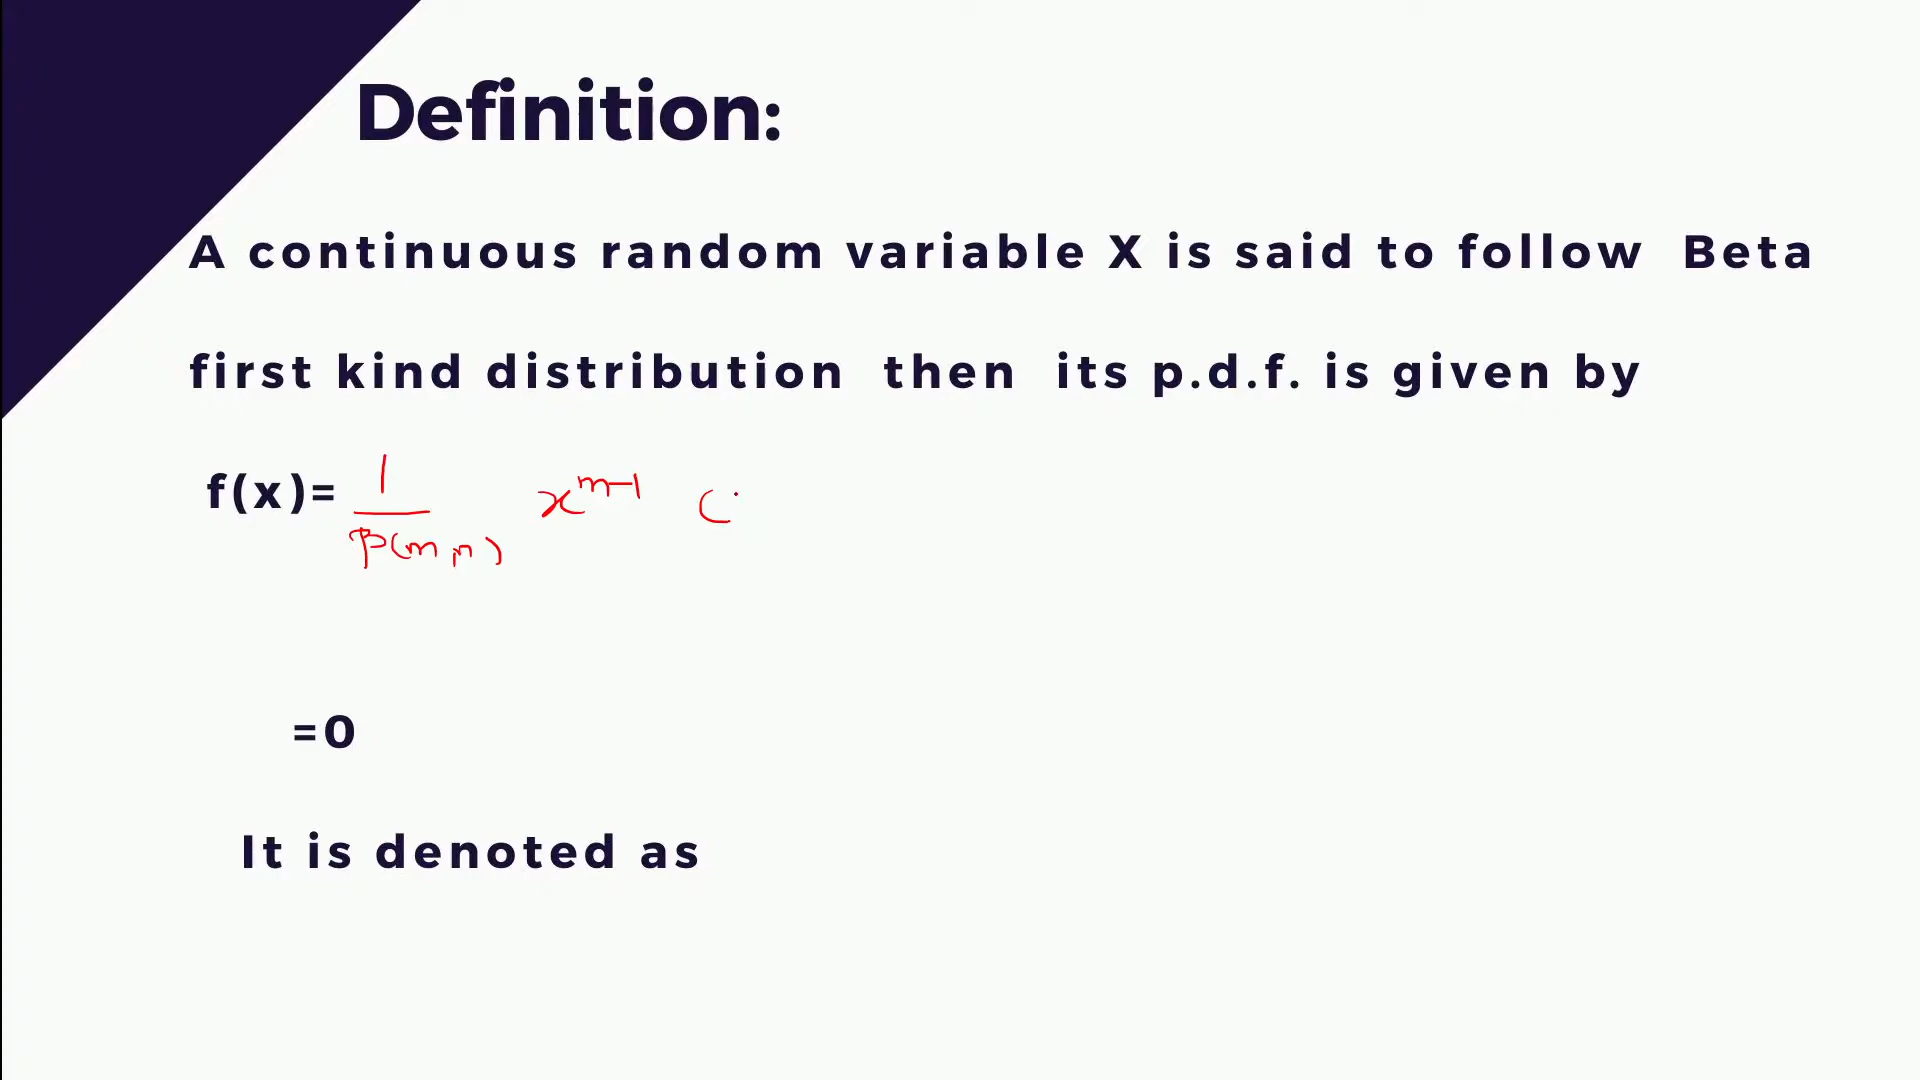 Definition:
A continuous random variable X is said to follow Beta
first kind distribution then its p.d.f. is given by
f(x)= 1/β(m, n) x^(m-1) (
=0
It is denoted as